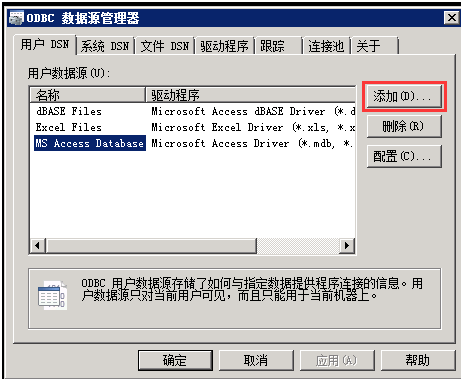 ODBC 数据源管理器
用户 DSN 系统 DSN 文件 DSN 驱动程序 跟踪 连接池 关于
用户数据源(U):
名称 驱动程序
添加(D)...
dBASE Files Microsoft Access dBASE Driver (*.d
Excel Files Microsoft Excel Driver (*.xls, *.x
删除(R)
MS Access Database Microsoft Access Driver (*.mdb, *.
配置(C)...
ODBC 用户数据源存储了如何与指定数据提供程序连接的信息。用
户数据源只对当前用户可见，而且只能用于当前机器上。
确定 取消 应用(A) 帮助